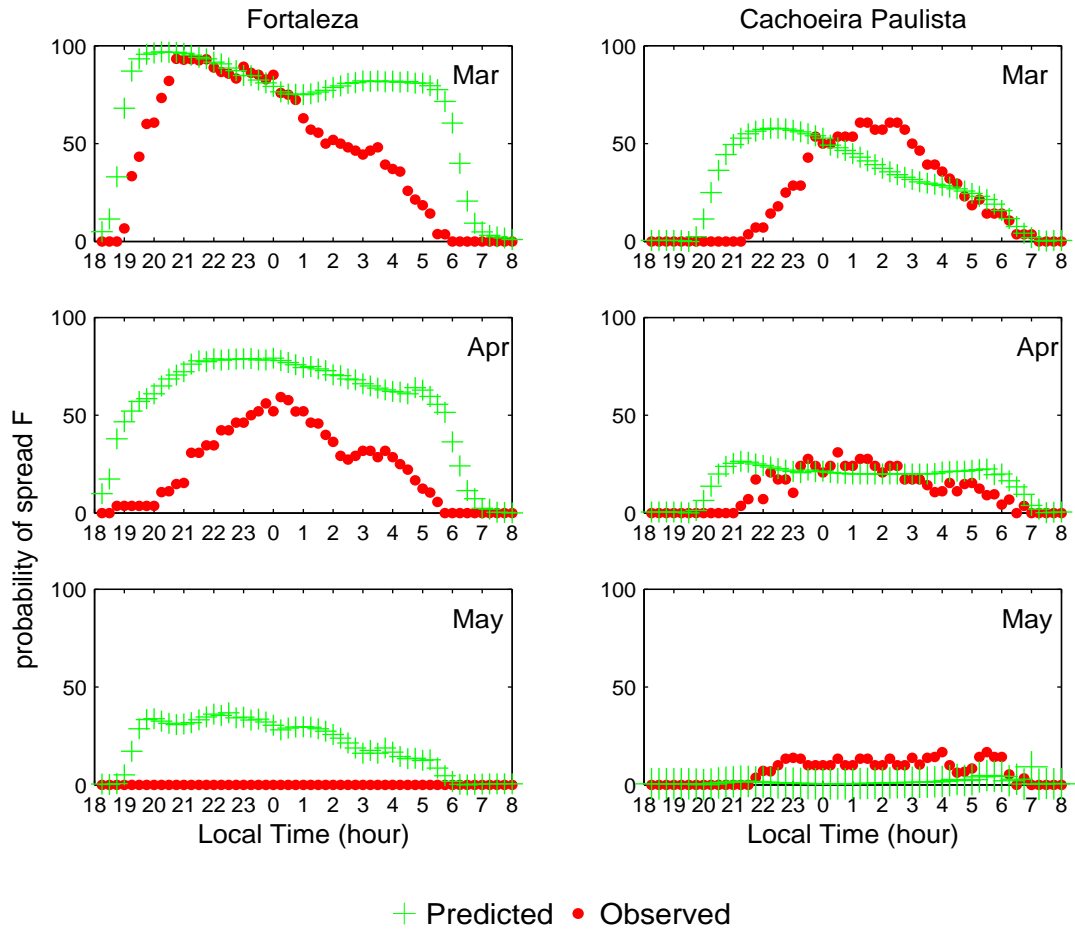 Fortaleza Cachoeira Paulista
100 Mar 100 Mar
50 50
0 0
18 19 20 21 22 23 0 1 2 3 4 5 6 7 8 18 19 20 21 22 23 0 1 2 3 4 5 6 7 8
100 Apr 100 Apr
50 50
0 0
18 19 20 21 22 23 0 1 2 3 4 5 6 7 8 18 19 20 21 22 23 0 1 2 3 4 5 6 7 8
probability of spread F
100 May 100 May
50 50
0 0
18 19 20 21 22 23 0 1 2 3 4 5 6 7 8 18 19 20 21 22 23 0 1 2 3 4 5 6 7 8
Local Time (hour) Local Time (hour)
Predicted Observed